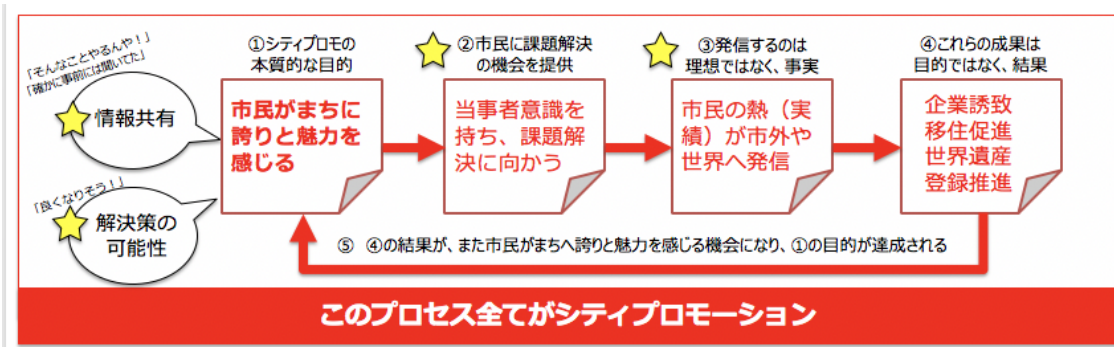 「そんなことやるんや！」
「確かに事前には聞いてた」
情報共有
「良くなりそう！」
解決策の
可能性
①シティプロモの
本質的な目的
市民がまちに
誇りと魅力を
感じる
②市民に課題解決
の機会を提供
当事者意識を
持ち、課題解
決に向かう
③発信するのは
理想ではなく、事実
市民の熱（実
績）が市外や
世界へ発信
④これらの成果は
目的ではなく、結果
企業誘致
移住促進
世界遺産
登録推進
⑤　④の結果が、また市民がまちへ誇りと魅力を感じる機会になり、①の目的が達成される
このプロセス全てがシティプロモーション